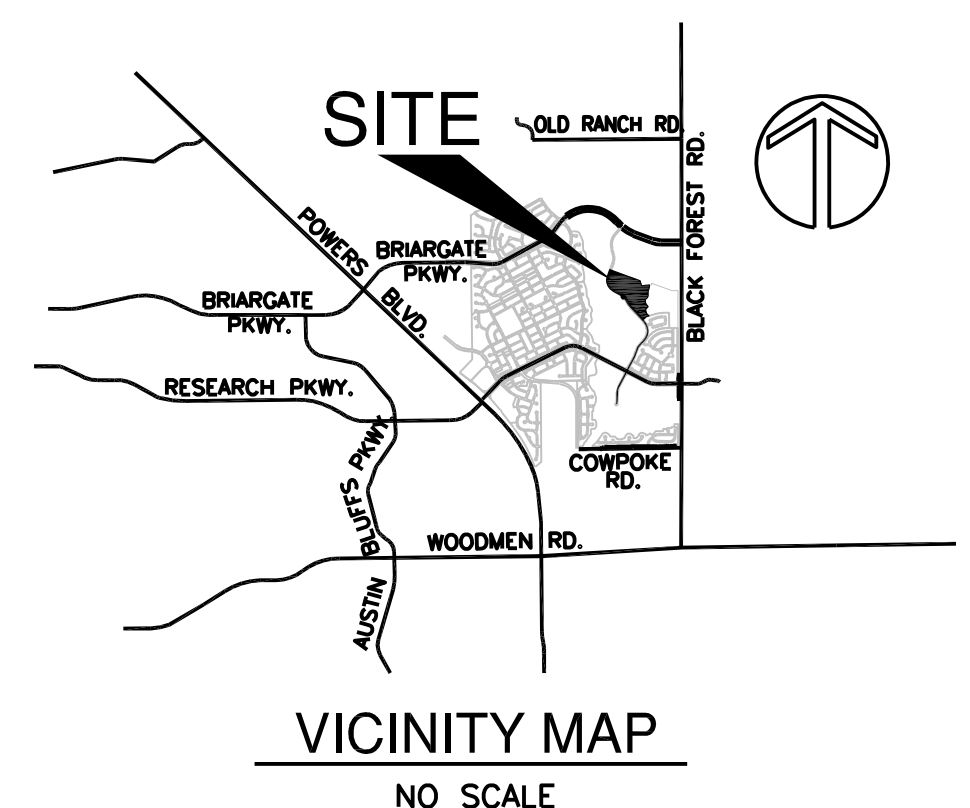 SITE
OLD RANCH RD.
BLACK FOREST RD.
POWERS BLVD.
BRIARGATE
PKWY.
BRIARGATE
PKWY.
RESEARCH PKWY.
COWPOKE
RD.
AUSTIN BLUFFS PKWY.
WOODMEN RD.
VICINITY MAP
NO SCALE